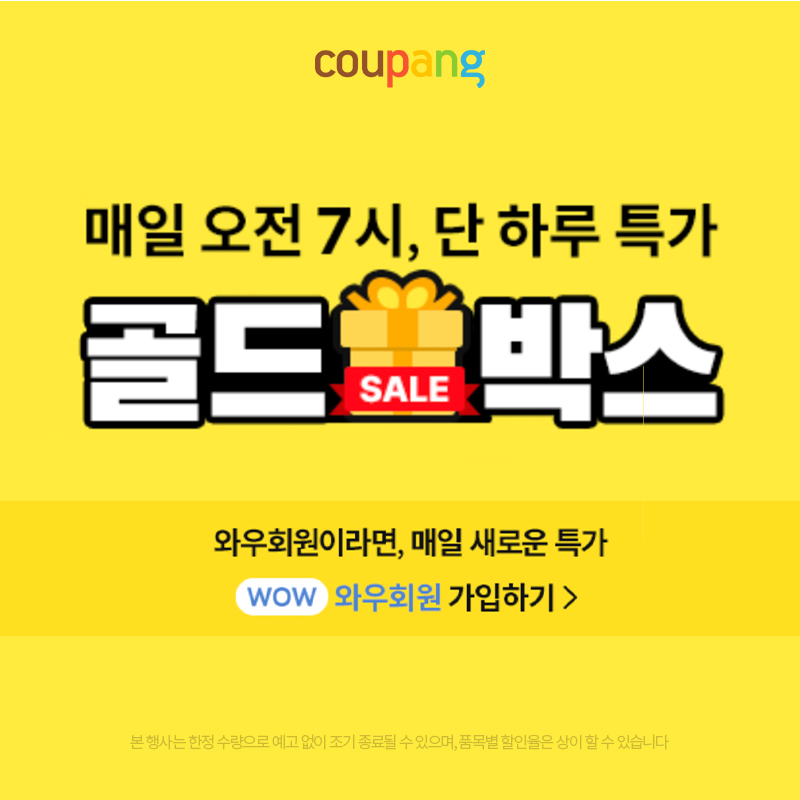 coupang
매일 오전 7시, 단 하루 특가
골드박스
SALE
와우회원이라면, 매일 새로운 특가
WOW 와우회원 가입하기 >
본 행사는 한정 수량으로 예고 없이 조기 종료될 수 있으며, 품목별 할인율은 상이 할 수 있습니다